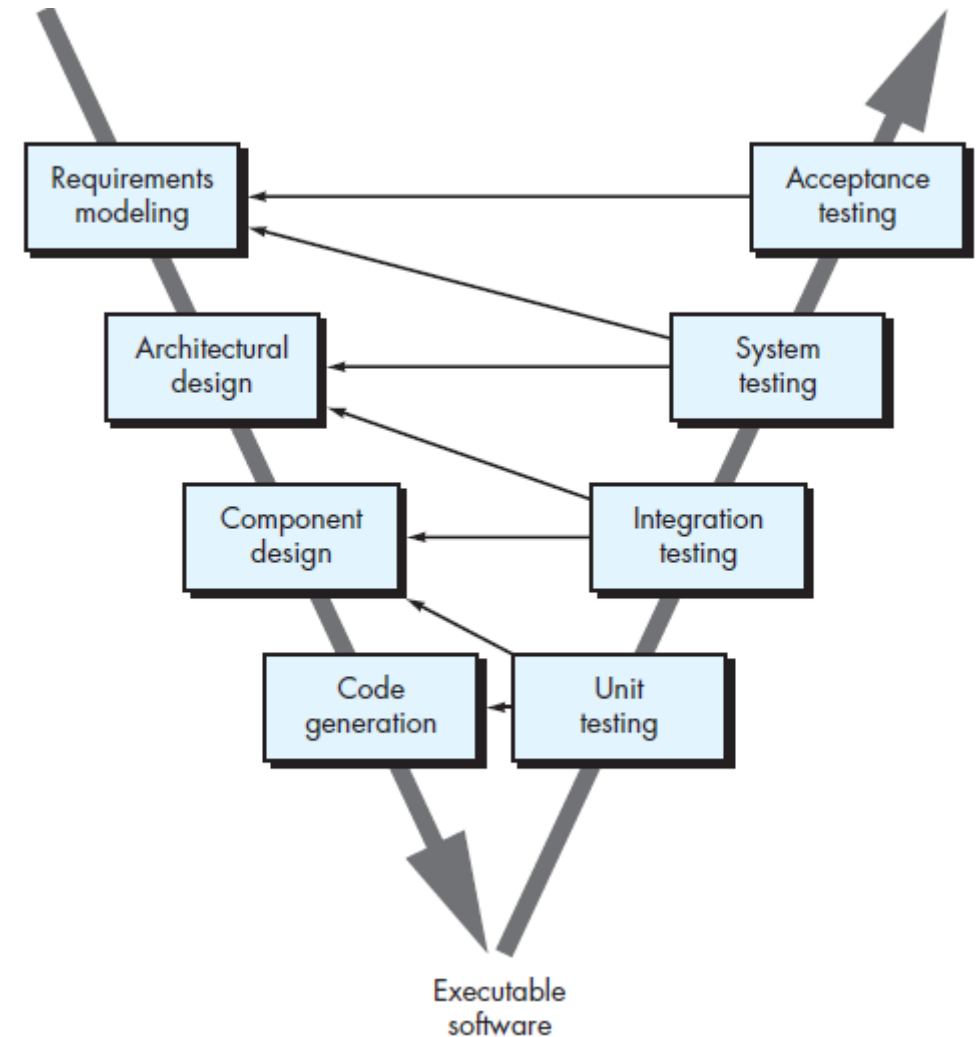 Requirements
modeling
Acceptance
testing
Architectural
design
System
testing
Component
design
Integration
testing
Code
generation
Unit
testing
Executable
software